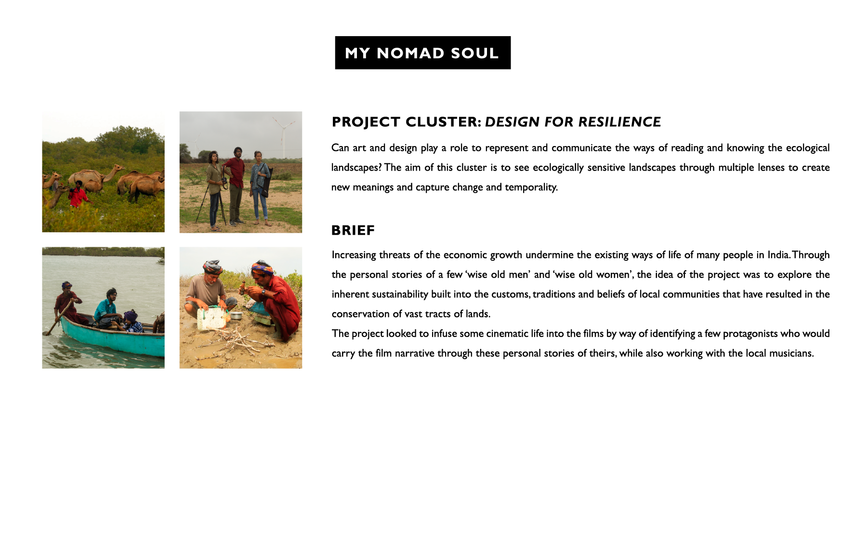 MY NOMAD SOUL
PROJECT CLUSTER: DESIGN FOR RESILIENCE
Can art and design play a role to represent and communicate the ways of reading and knowing the ecological
landscapes? The aim of this cluster is to see ecologically sensitive landscapes through multiple lenses to create
new meanings and capture change and temporality.
BRIEF
Increasing threats of the economic growth undermine the existing ways of life of many people in India. Through
the personal stories of a few ‘wise old men’ and ‘wise old women’, the idea of the project was to explore the
inherent sustainability built into the customs, traditions and beliefs of local communities that have resulted in the
conservation of vast tracts of lands.
The project looked to infuse some cinematic life into the films by way of identifying a few protagonists who would
carry the film narrative through these personal stories of theirs, while also working with the local musicians.